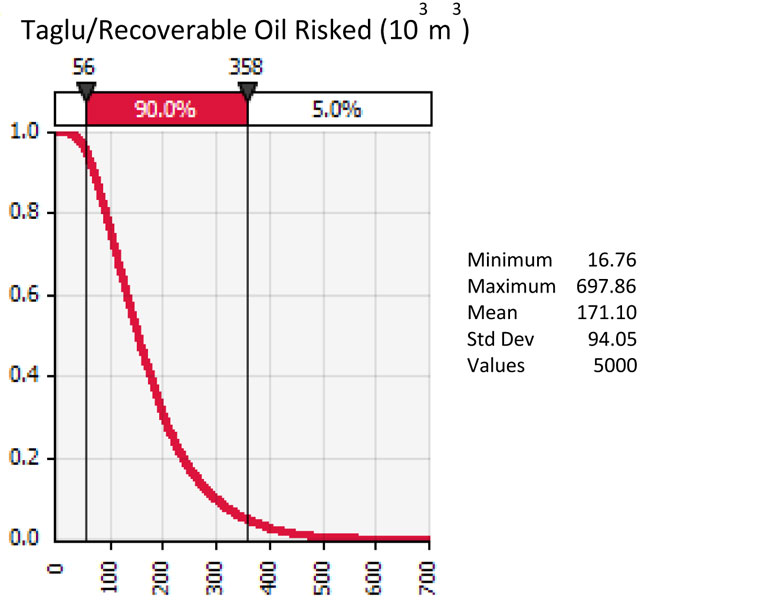 Taglu/Recoverable Oil Risked (10³m³)
56 358
90.0% 5.0%
1.0
0.8
0.6
0.4
0.2
0.0
0 100 200 300 400 500 600 700
Minimum 16.76
Maximum 697.86
Mean 171.10
Std Dev 94.05
Values 5000